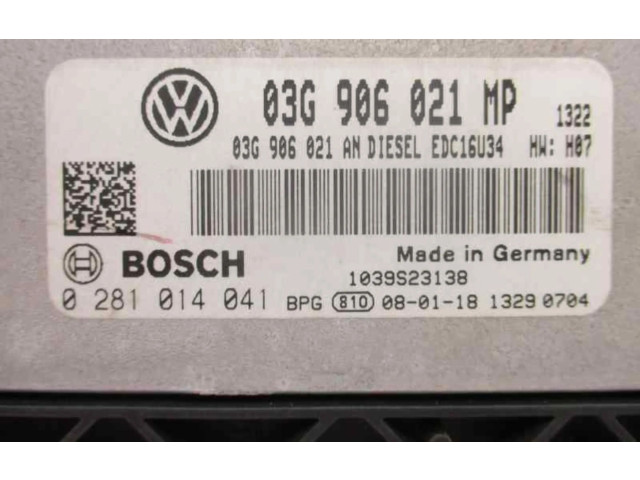 03G 906 021 MP 1322
03G 906 021 AN DIESEL EDC16U34 HW: H07
BOSCH Made in Germany
1039S23138
0 281 014 041 BPG 810 08-01-18 1329 0704